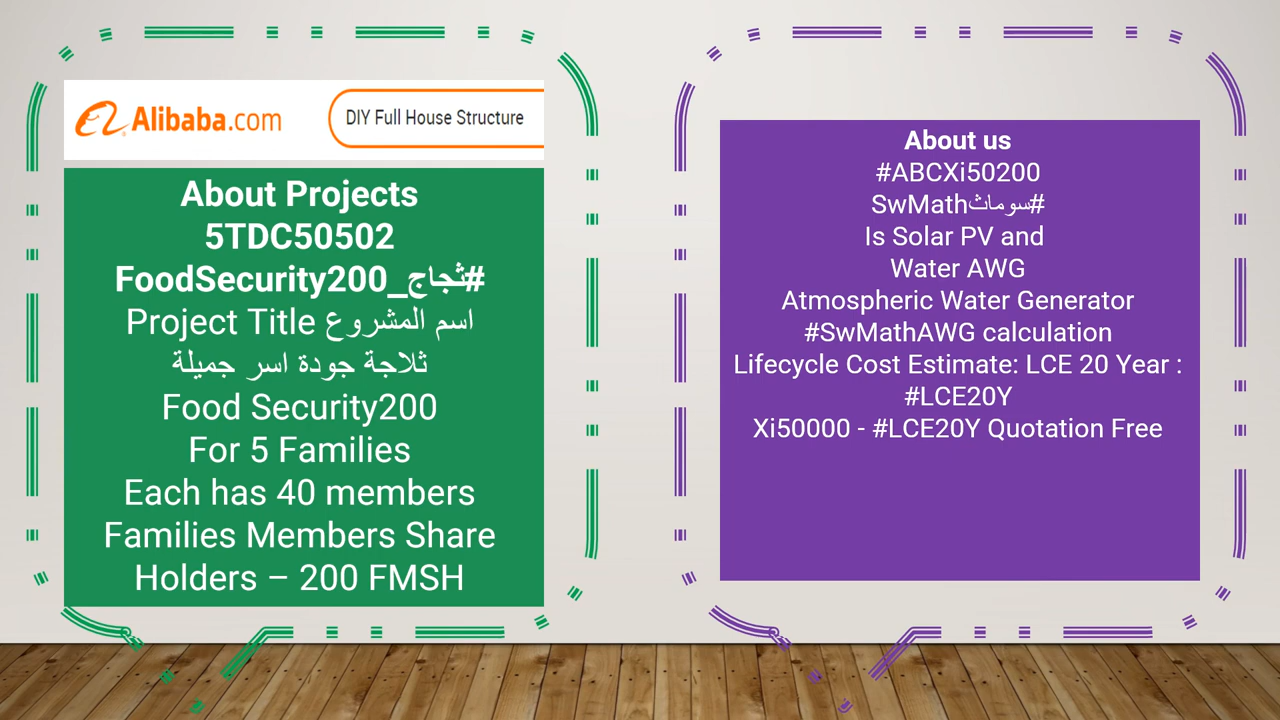 Alibaba.com
DIY Full House Structure
About Projects
5TDC50502
FoodSecurity200_ثجاج#
Project Title اسم المشروع
ثلاجة جودة اسر جميلة
Food Security200
For 5 Families
Each has 40 members
Families Members Share
Holders – 200 FMSH
About us
#ABCXi50200
SwMathسوماث#
Is Solar PV and
Water AWG
Atmospheric Water Generator
#SwMathAWG calculation
Lifecycle Cost Estimate: LCE 20 Year :
#LCE20Y
Xi50000 - #LCE20Y Quotation Free